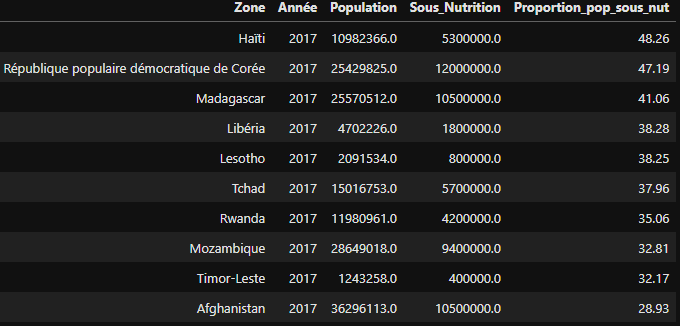 Zone Année Population Sous_Nutrition Proportion_pop_sous_nut
Haïti 2017 10982366.0 5300000.0 48.26
République populaire démocratique de Corée 2017 25429825.0 12000000.0 47.19
Madagascar 2017 25570512.0 10500000.0 41.06
Libéria 2017 4702226.0 1800000.0 38.28
Lesotho 2017 2091534.0 800000.0 38.25
Tchad 2017 15016753.0 5700000.0 37.96
Rwanda 2017 11980961.0 4200000.0 35.06
Mozambique 2017 28649018.0 9400000.0 32.81
Timor-Leste 2017 1243258.0 400000.0 32.17
Afghanistan 2017 36296113.0 10500000.0 28.93